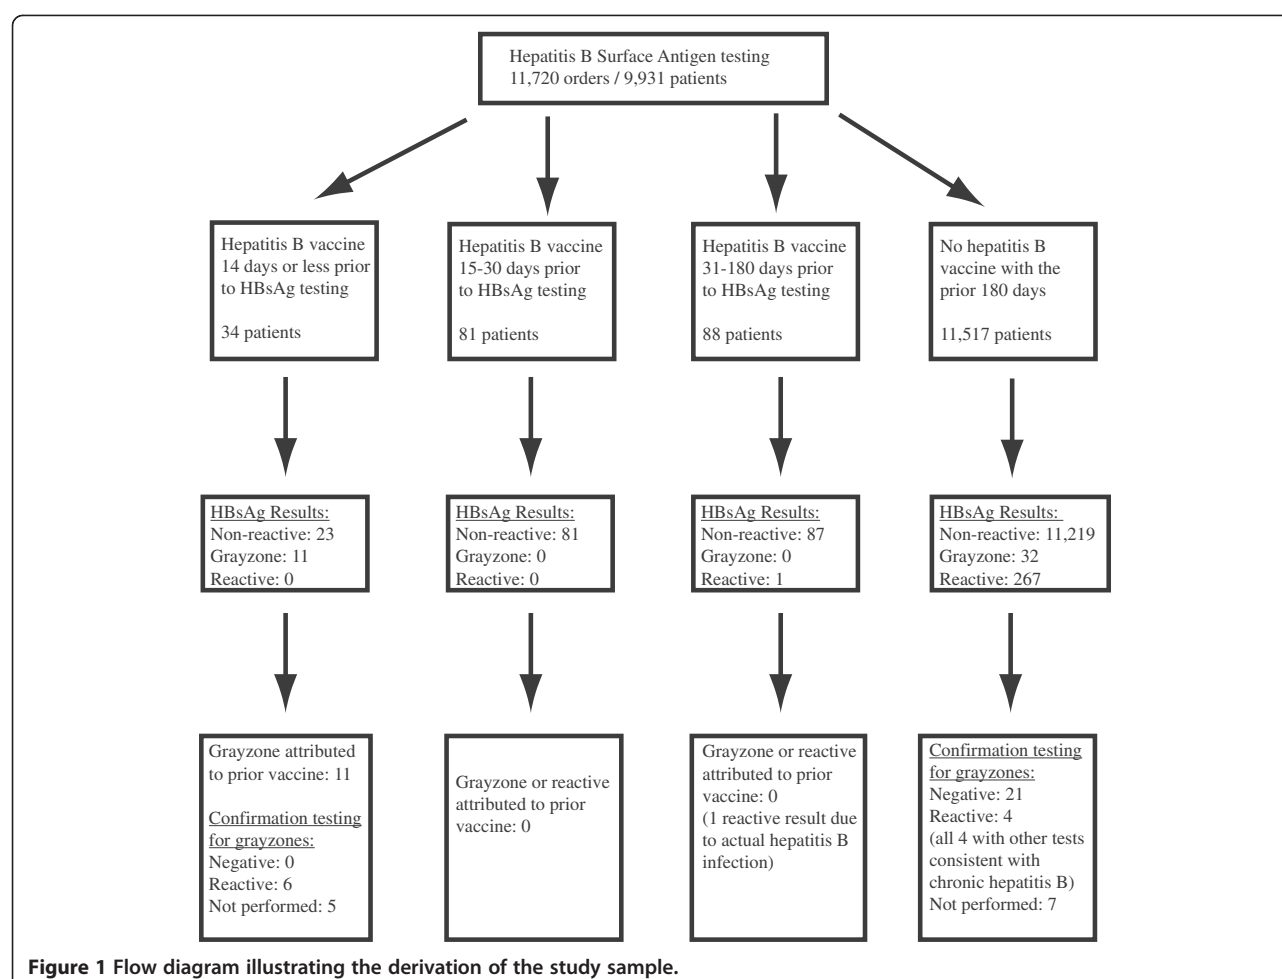 Hepatitis B Surface Antigen testing
11,720 orders / 9,931 patients
Hepatitis B vaccine
14 days or less prior
to HBsAg testing
34 patients
Hepatitis B vaccine
15-30 days prior
to HBsAg testing
81 patients
Hepatitis B vaccine
31-180 days prior
to HBsAg testing
88 patients
No hepatitis B
vaccine with the
prior 180 days
11,517 patients
HBsAg Results:
Non-reactive: 23
Grayzone: 11
Reactive: 0
HBsAg Results:
Non-reactive: 81
Grayzone: 0
Reactive: 0
HBsAg Results:
Non-reactive: 87
Grayzone: 0
Reactive: 1
HBsAg Results:
Non-reactive: 11,219
Grayzone: 32
Reactive: 267
Grayzone attributed
to prior vaccine: 11
Confirmation testing
for grayzones:
Negative: 0
Reactive: 6
Not performed: 5
Grayzone or reactive
attributed to prior
vaccine: 0
Grayzone or reactive
attributed to prior
vaccine: 0
(1 reactive result due
to actual hepatitis B
infection)
Confirmation testing
for grayzones:
Negative: 21
Reactive: 4
(all 4 with other tests
consistent with
chronic hepatitis B)
Not performed: 7
Figure 1 Flow diagram illustrating the derivation of the study sample.